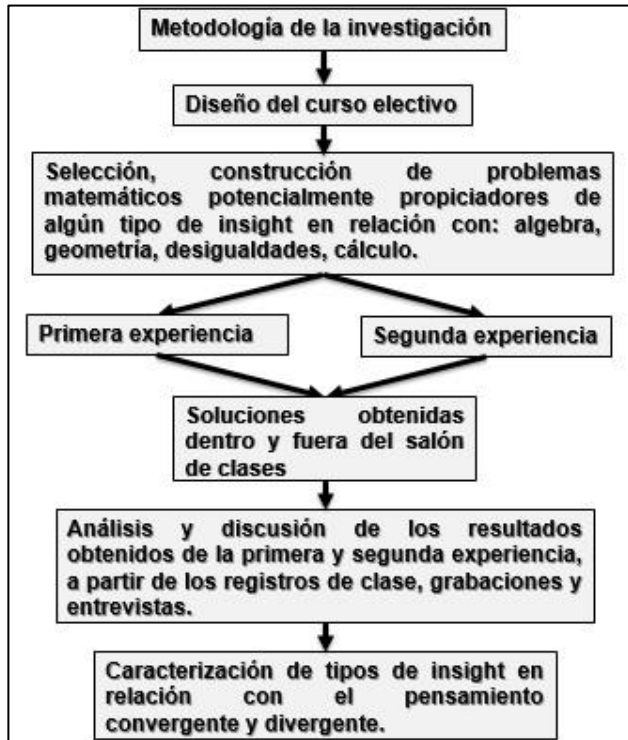 Metodología de la investigación
Diseño del curso electivo
Selección, construcción de problemas
matemáticos potencialmente propiciadores de
algún tipo de insight en relación con: algebra,
geometría, desigualdades, cálculo.
Primera experiencia
Segunda experiencia
Soluciones obtenidas
dentro y fuera del salón
de clases
Análisis y discusión de los resultados
obtenidos de la primera y segunda experiencia,
a partir de los registros de clase, grabaciones y
entrevistas.
Caracterización de tipos de insight en
relación con el pensamiento
convergente y divergente.